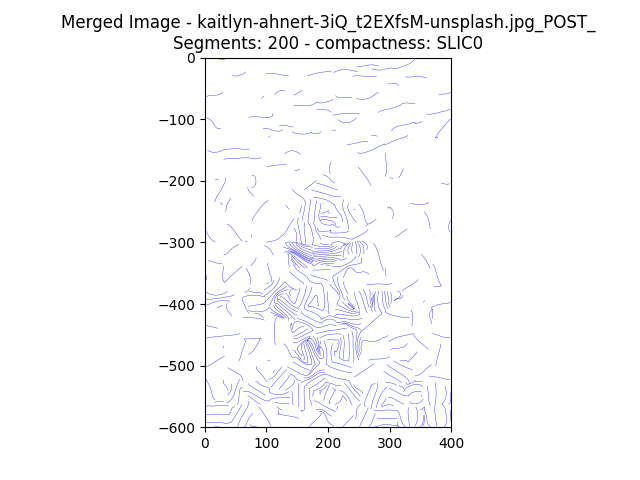 Merged Image - kaitlyn-ahnert-3iQ_t2EXfsM-unsplash.jpg_POST_
Segments: 200 - compactness: SLIC0
0
−100
−200
−300
−400
−500
−600
0 100 200 300 400